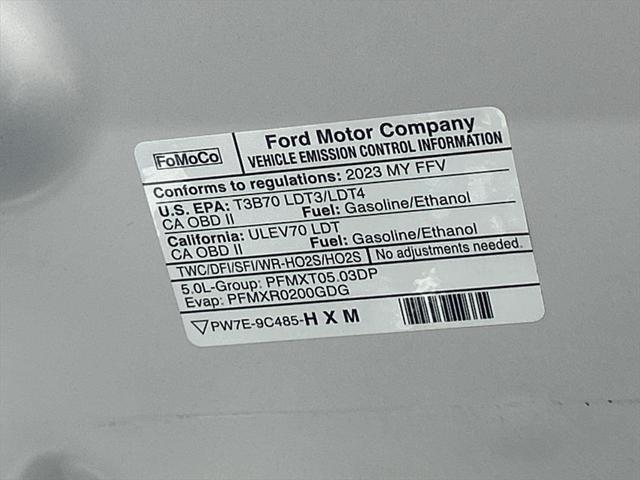 FoMoCo
Ford Motor Company
VEHICLE EMISSION CONTROL INFORMATION
Conforms to regulations: 2023 MY FFV
U.S. EPA: T3B70 LDT3/LDT4
CA OBD II Fuel: Gasoline/Ethanol
California: ULEV70 LDT
CA OBD II Fuel: Gasoline/Ethanol
TWC/DFI/SFI/WR-HO2S/HO2S No adjustments needed.
5.0L-Group: PFMXT05.03DP
Evap: PFMXR0200GDG
PW7E-9C485-H X M